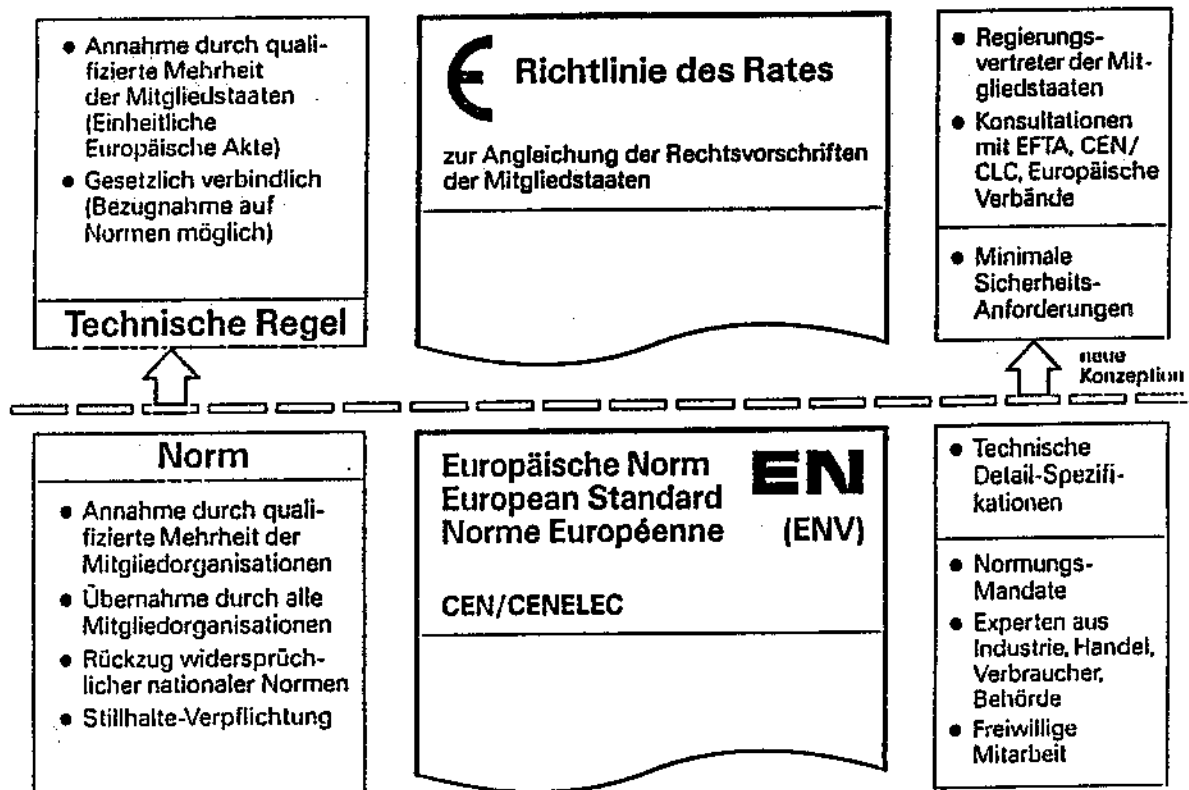 ● Annahme durch quali-
fizierte Mehrheit
der Mitgliedstaaten
(Einheitliche
Europäische Akte)
● Gesetzlich verbindlich
(Bezugnahme auf
Normen möglich)
Technische Regel
Є Richtlinie des Rates
zur Angleichung der Rechtsvorschriften
der Mitgliedstaaten
● Regierungs-
vertreter der Mit-
gliedstaaten
● Konsultationen
mit EFTA, CEN/
CLC, Europäische
Verbände
● Minimale
Sicherheits-
Anforderungen
neue
Konzeption
Norm
● Annahme durch quali-
fizierte Mehrheit der
Mitgliedorganisationen
● Übernahme durch alle
Mitgliedorganisationen
● Rückzug widersprüch-
licher nationaler Normen
● Stillhalte-Verpflichtung
Europäische Norm EN
European Standard
Norme Européenne (ENV)
CEN/CENELEC
● Technische
Detail-Spezifi-
kationen
● Normungs-
Mandate
● Experten aus
Industrie, Handel,
Verbraucher,
Behörde
● Freiwillige
Mitarbeit